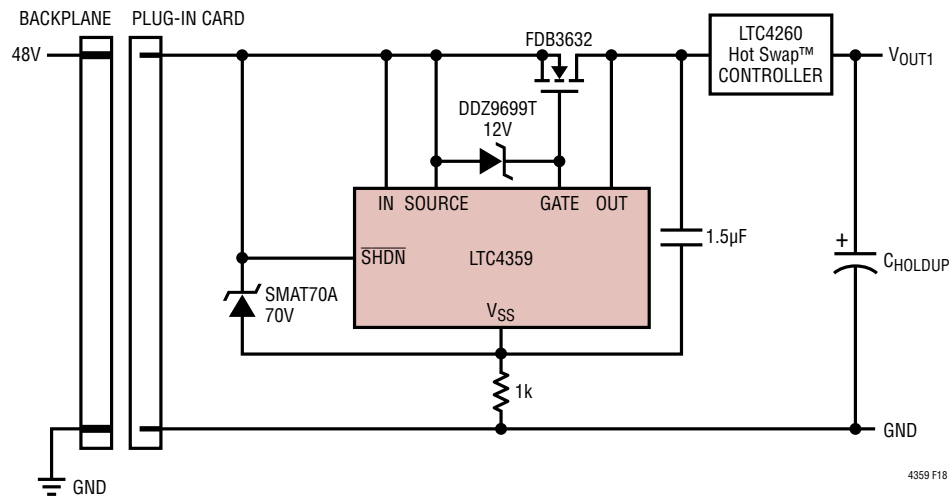 BACKPLANE
PLUG-IN CARD
48V
FDB3632
LTC4260
Hot Swap™
CONTROLLER
VOUT1
DDZ9699T
12V
IN
SOURCE
GATE
OUT
SHDN
LTC4359
VSS
1.5µF
+
CHOLDUP
SMAT70A
70V
1k
GND
GND
4359 F18